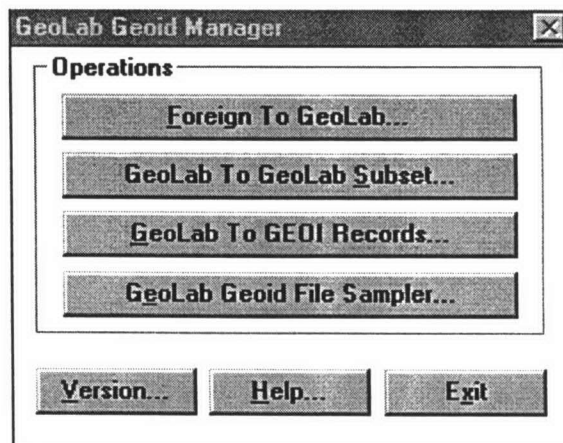 GeoLab Geoid Manager
Operations
Foreign To GeoLab...
GeoLab To GeoLab Subset...
GeoLab To GEOI Records...
GeoLab Geoid File Sampler...
Version... Help... Exit